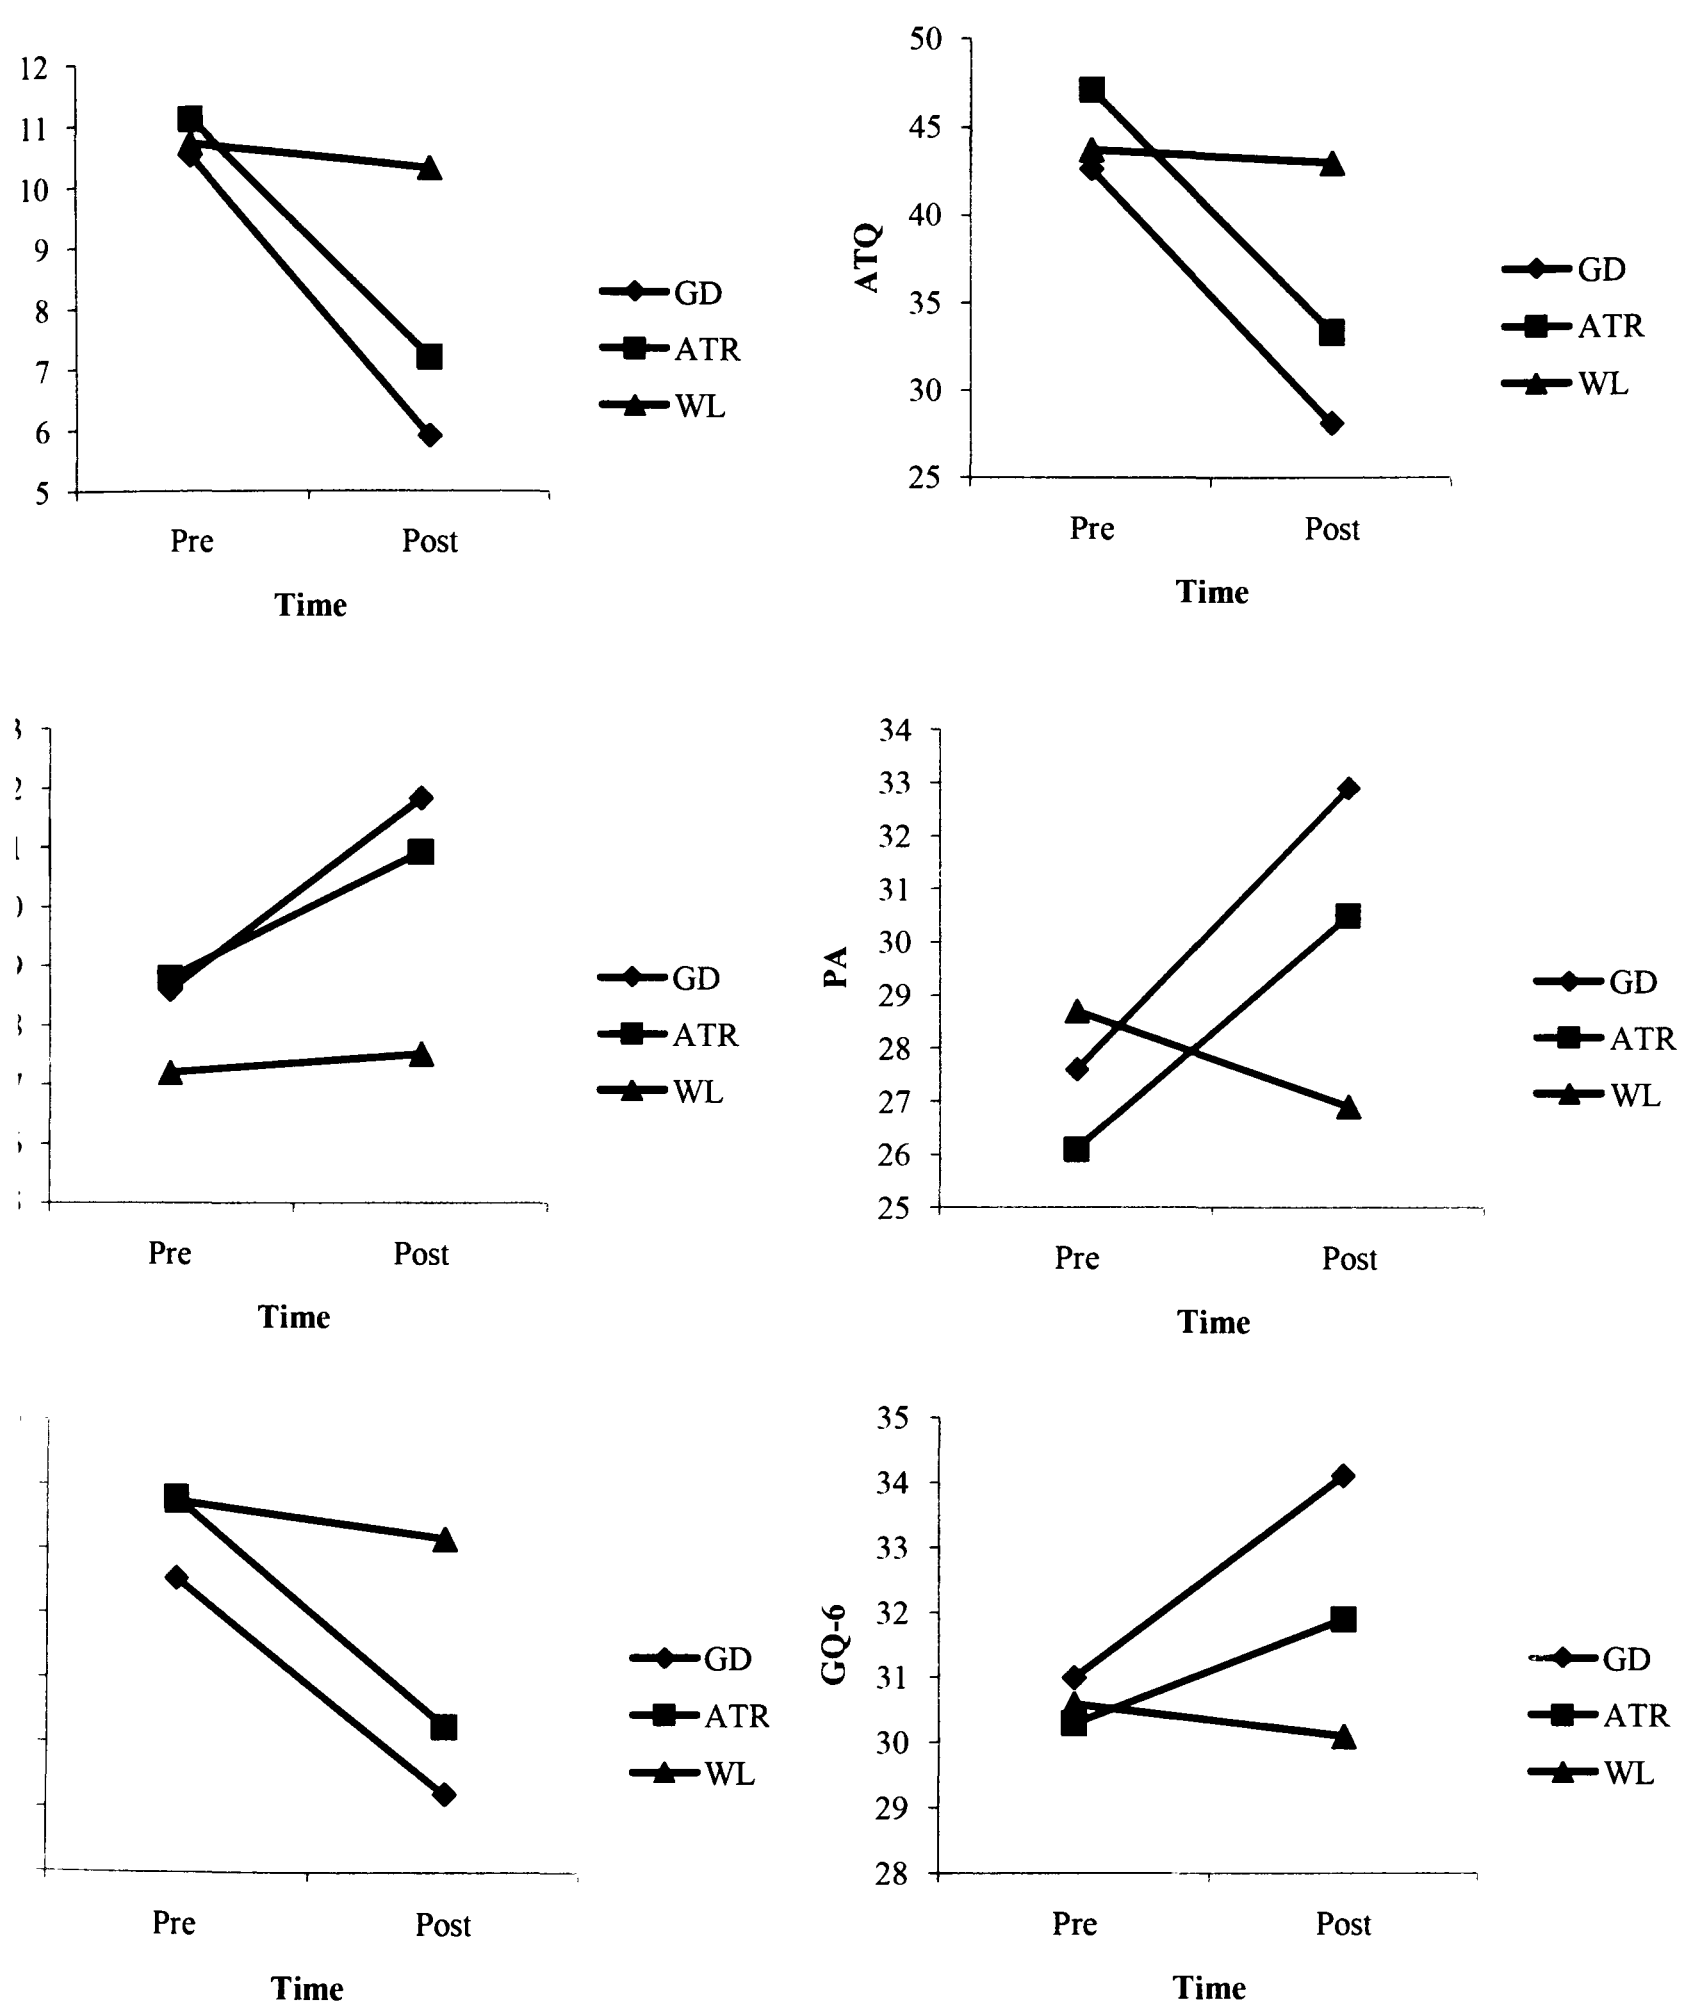 12
11
10
9
8
7
6
5
Pre
Post
Time
GD
ATR
WL
50
45
40
35
30
25
ATQ
Pre
Post
Time
GD
ATR
WL
Pre
Post
Time
GD
ATR
WL
34
33
32
31
30
29
28
27
26
25
PA
Pre
Post
Time
GD
ATR
WL
Pre
Post
Time
GD
ATR
WL
35
34
33
32
31
30
29
28
GQ-6
Pre
Post
Time
GD
ATR
WL